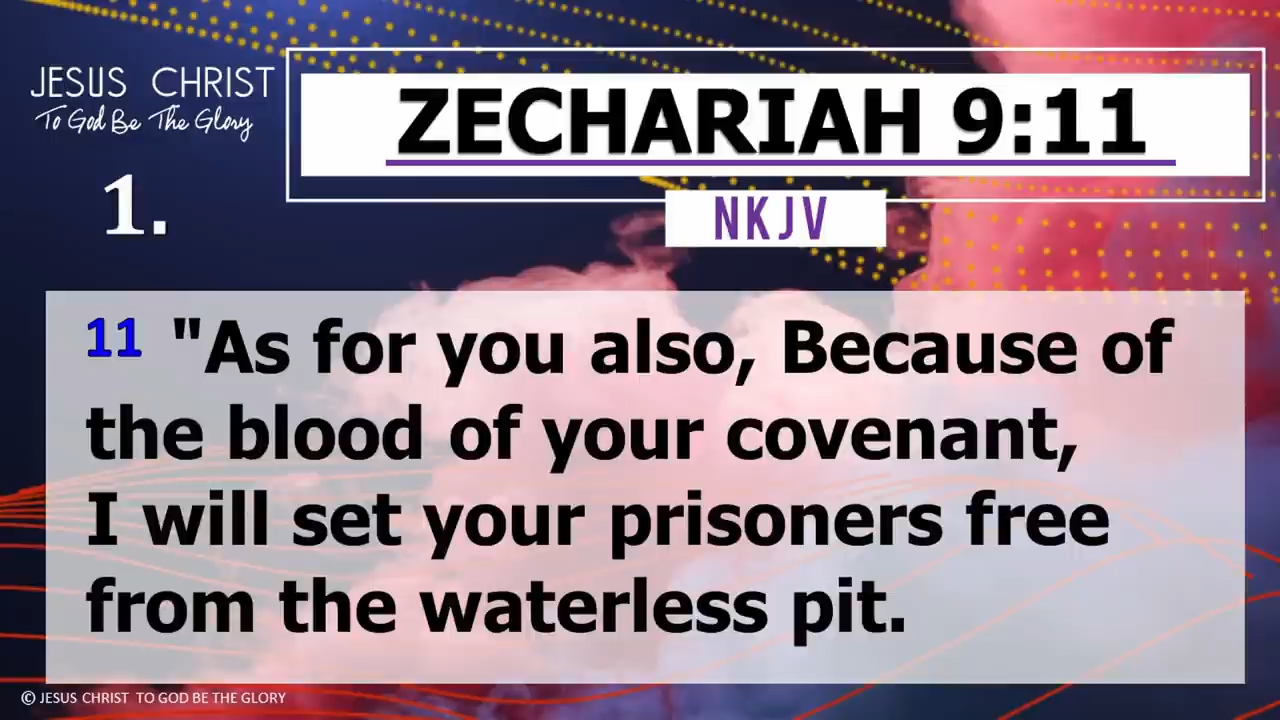 JESUS CHRIST
To God Be The Glory
1.
ZECHARIAH 9:11
NKJV
11 "As for you also, Because of
the blood of your covenant,
I will set your prisoners free
from the waterless pit.
© JESUS CHRIST TO GOD BE THE GLORY